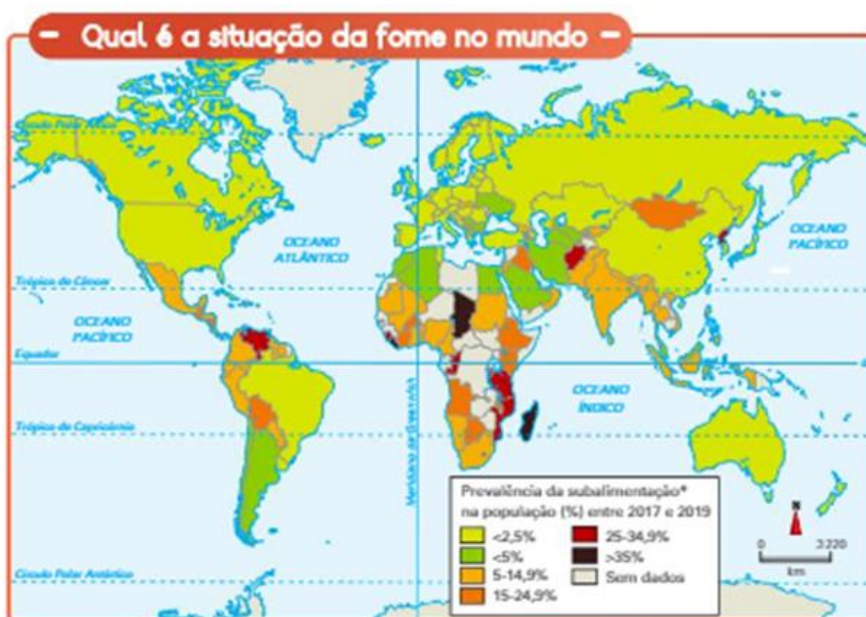 Qual é a situação da fome no mundo
Círculo Polar Ártico
OCEANO
ATLÂNTICO
OCEANO
PACÍFICO
Trópico de Câncer
OCEANO
PACÍFICO
Equador
OCEANO
ÍNDICO
Trópico de Capricórnio
Meridiano de Greenwich
Prevalência da subalimentação*
na população (%) entre 2017 e 2019
<2,5%
<5%
5-14,9%
15-24,9%
25-34,9%
>35%
Sem dados
N
0 3220
km
Círculo Polar Antártico